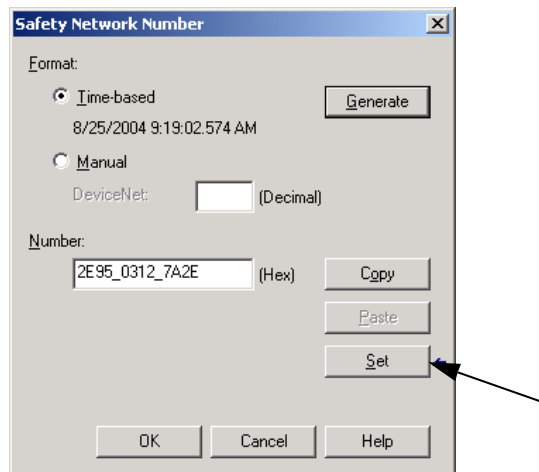 Safety Network Number
Format:
Time-based
Generate
8/25/2004 9:19:02.574 AM
Manual
DeviceNet:
(Decimal)
Number:
2E95_0312_7A2E
(Hex)
Copy
Paste
Set
OK
Cancel
Help